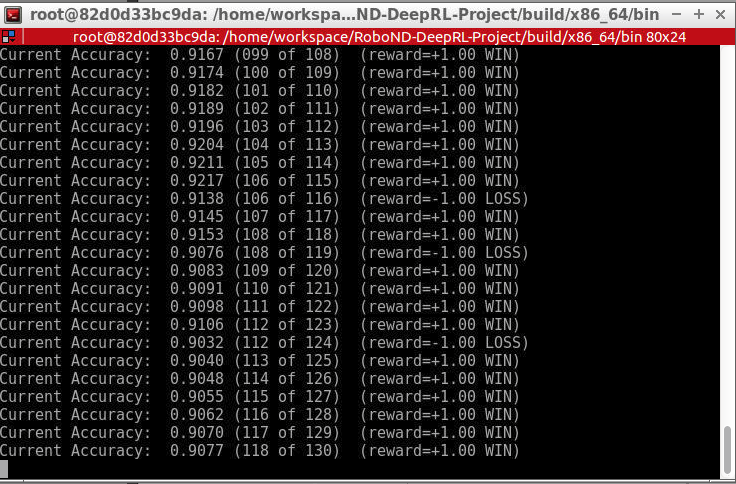 root@82d0d33bc9da: /home/workspa...ND-DeepRL-Project/build/x86_64/bin
root@82d0d33bc9da: /home/workspace/RoboND-DeepRL-Project/build/x86_64/bin 80x24
Current Accuracy:  0.9167 (099 of 108)  (reward=+1.00 WIN)
Current Accuracy:  0.9174 (100 of 109)  (reward=+1.00 WIN)
Current Accuracy:  0.9182 (101 of 110)  (reward=+1.00 WIN)
Current Accuracy:  0.9189 (102 of 111)  (reward=+1.00 WIN)
Current Accuracy:  0.9196 (103 of 112)  (reward=+1.00 WIN)
Current Accuracy:  0.9204 (104 of 113)  (reward=+1.00 WIN)
Current Accuracy:  0.9211 (105 of 114)  (reward=+1.00 WIN)
Current Accuracy:  0.9217 (106 of 115)  (reward=+1.00 WIN)
Current Accuracy:  0.9138 (106 of 116)  (reward=-1.00 LOSS)
Current Accuracy:  0.9145 (107 of 117)  (reward=+1.00 WIN)
Current Accuracy:  0.9153 (108 of 118)  (reward=+1.00 WIN)
Current Accuracy:  0.9076 (108 of 119)  (reward=-1.00 LOSS)
Current Accuracy:  0.9083 (109 of 120)  (reward=+1.00 WIN)
Current Accuracy:  0.9091 (110 of 121)  (reward=+1.00 WIN)
Current Accuracy:  0.9098 (111 of 122)  (reward=+1.00 WIN)
Current Accuracy:  0.9106 (112 of 123)  (reward=+1.00 WIN)
Current Accuracy:  0.9032 (112 of 124)  (reward=-1.00 LOSS)
Current Accuracy:  0.9040 (113 of 125)  (reward=+1.00 WIN)
Current Accuracy:  0.9048 (114 of 126)  (reward=+1.00 WIN)
Current Accuracy:  0.9055 (115 of 127)  (reward=+1.00 WIN)
Current Accuracy:  0.9062 (116 of 128)  (reward=+1.00 WIN)
Current Accuracy:  0.9070 (117 of 129)  (reward=+1.00 WIN)
Current Accuracy:  0.9077 (118 of 130)  (reward=+1.00 WIN)